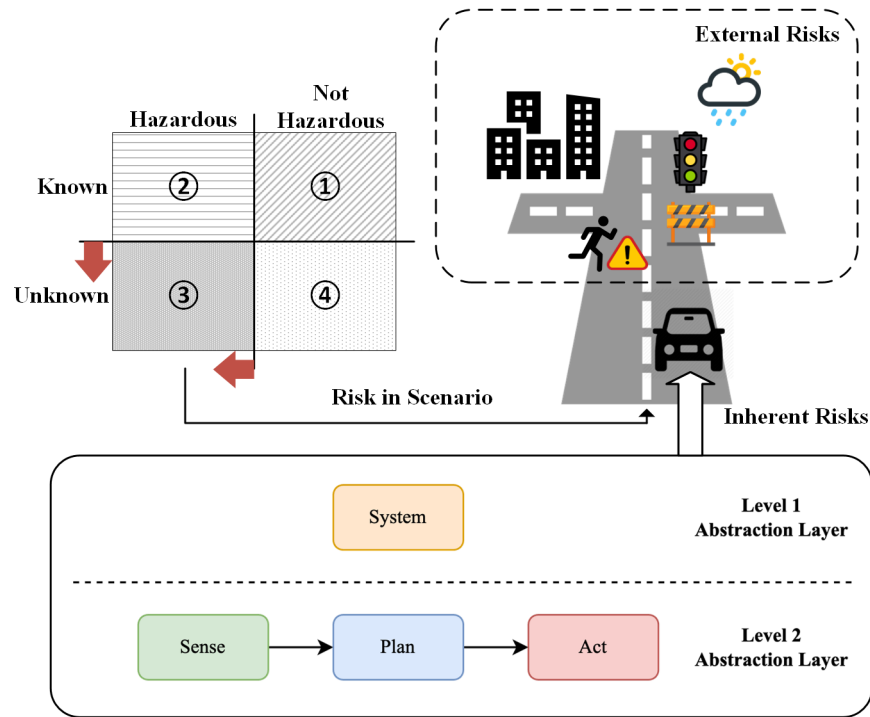 External Risks
Not
Hazardous
Hazardous
Known
②
①
Unknown
③
④
!
Risk in Scenario
Inherent Risks
System
Level 1
Abstraction Layer
Sense
Plan
Act
Level 2
Abstraction Layer